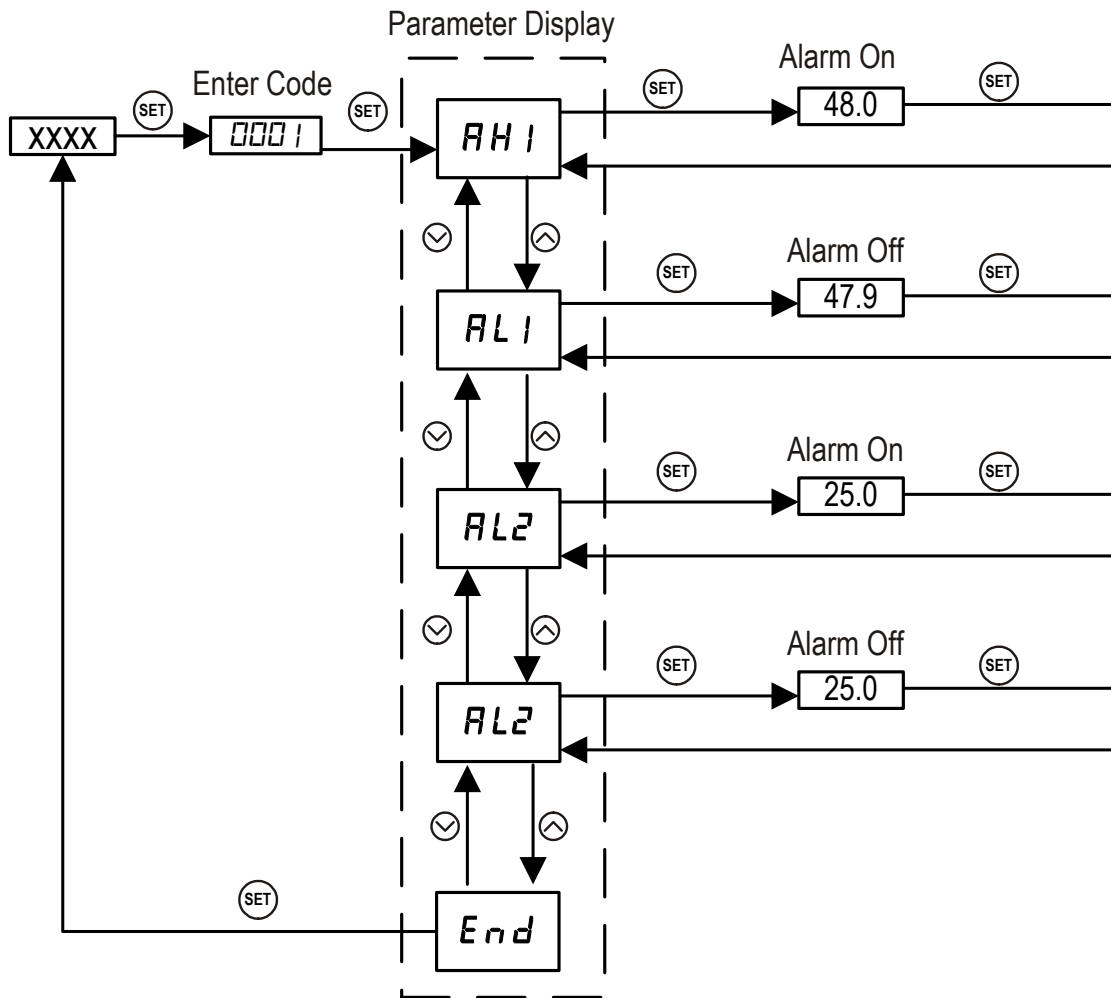 Parameter Display
Alarm On
Enter Code
SET
SET
SET
SET
48.0
XXXX
0001
AH1
Alarm Off
SET
SET
47.9
AL1
Alarm On
SET
SET
25.0
AL2
Alarm Off
SET
SET
25.0
AL2
SET
End